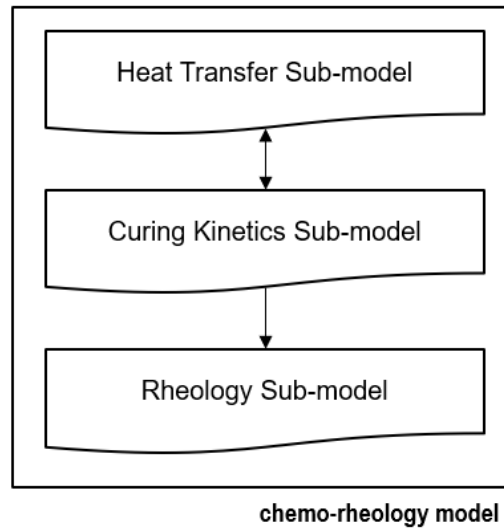 Heat Transfer Sub-model
Curing Kinetics Sub-model
Rheology Sub-model
chemo-rheology model